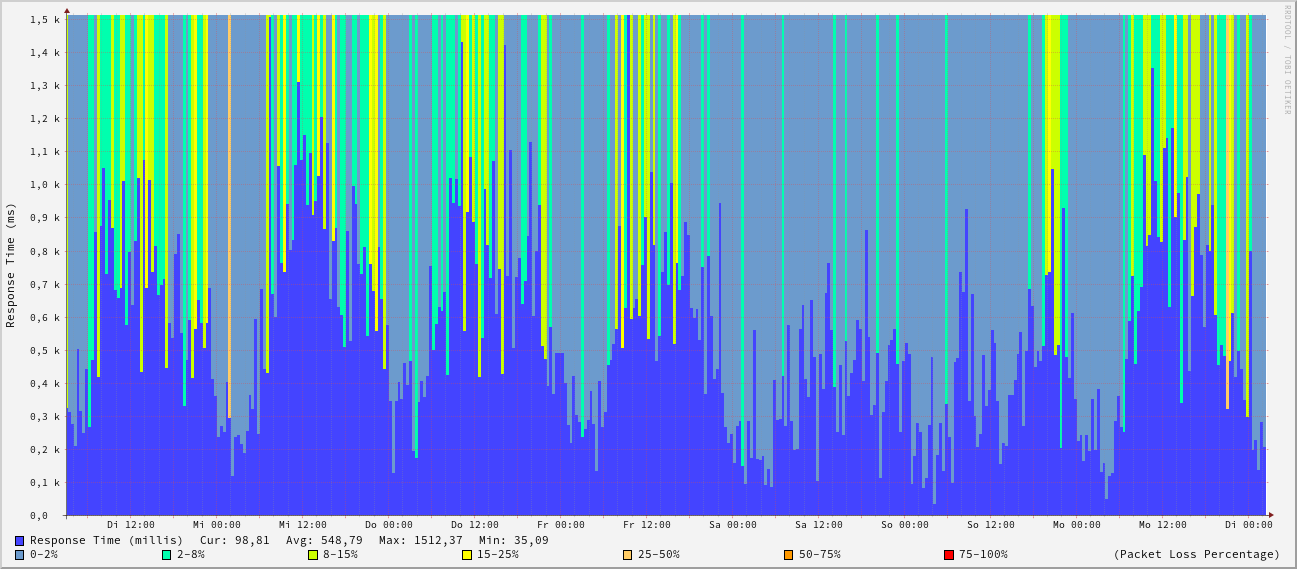 RRDTOOL / TOBI OETIKER
Response Time (ms)
1,5 k
1,4 k
1,3 k
1,2 k
1,1 k
1,0 k
0,9 k
0,8 k
0,7 k
0,6 k
0,5 k
0,4 k
0,3 k
0,2 k
0,1 k
0,0
Di 12:00 Mi 00:00 Mi 12:00 Do 00:00 Do 12:00 Fr 00:00 Fr 12:00 Sa 00:00 Sa 12:00 So 00:00 So 12:00 Mo 00:00 Mo 12:00 Di 00:00
Response Time (millis) Cur: 98,81 Avg: 548,79 Max: 1512,37 Min: 35,09
0-2% 2-8% 8-15% 15-25% 25-50% 50-75% 75-100% (Packet Loss Percentage)